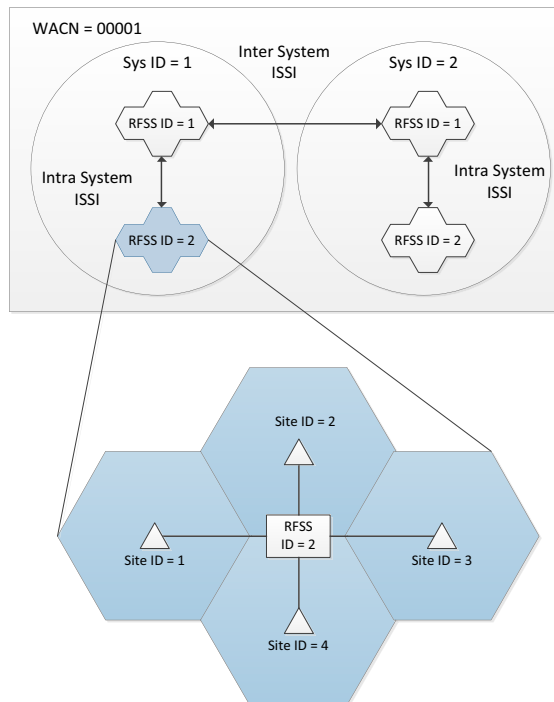 WACN = 00001
Inter System
ISSI
Sys ID = 1
Sys ID = 2
RFSS ID = 1
RFSS ID = 1
Intra System
ISSI
Intra System
ISSI
RFSS ID = 2
RFSS ID = 2
Site ID = 2
RFSS
ID = 2
Site ID = 1
Site ID = 3
Site ID = 4